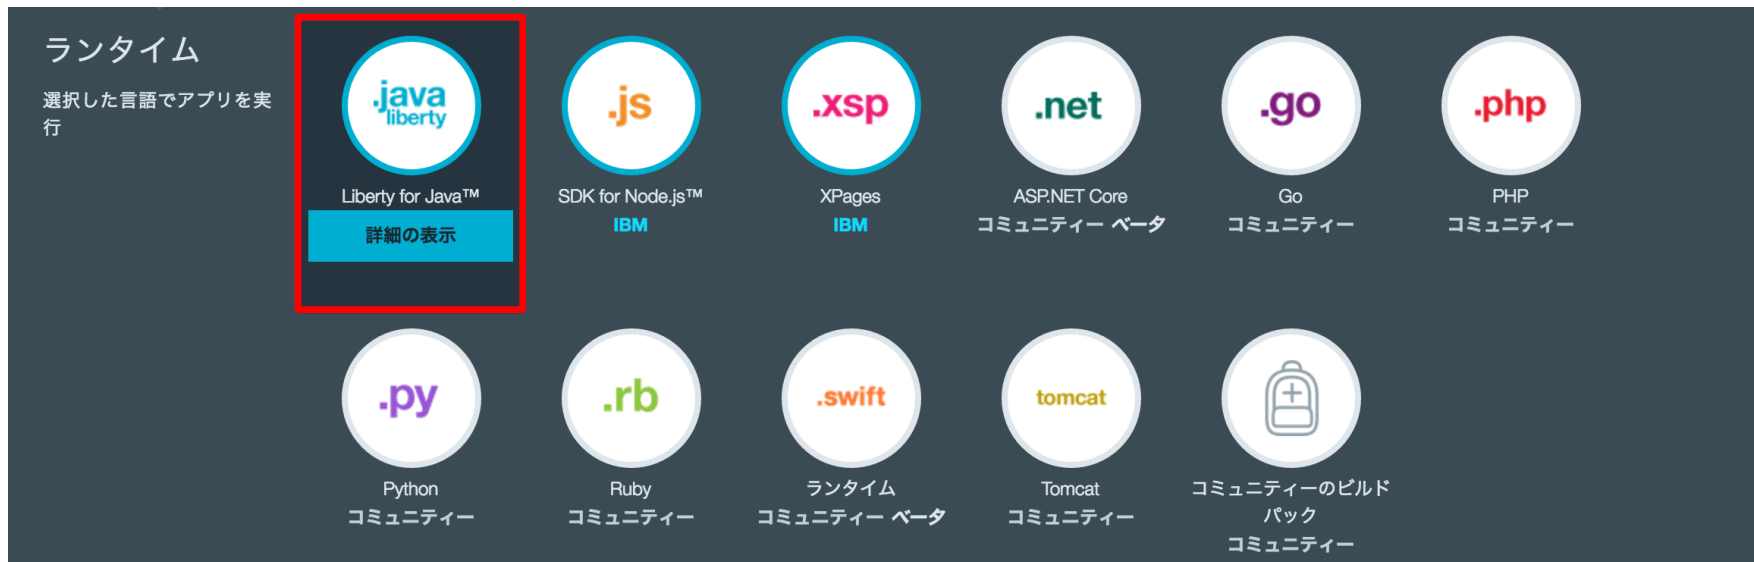 ランタイム
選択した言語でアプリを実
行
.java
liberty
Liberty for Java™
詳細の表示
.js
SDK for Node.js™
IBM
.xsp
XPages
IBM
.net
ASP.NET Core
コミュニティー ベータ
.go
Go
コミュニティー
.php
PHP
コミュニティー
.py
Python
コミュニティー
.rb
Ruby
コミュニティー
.swift
ランタイム
コミュニティー ベータ
tomcat
Tomcat
コミュニティー
コミュニティーのビルド
パック
コミュニティー